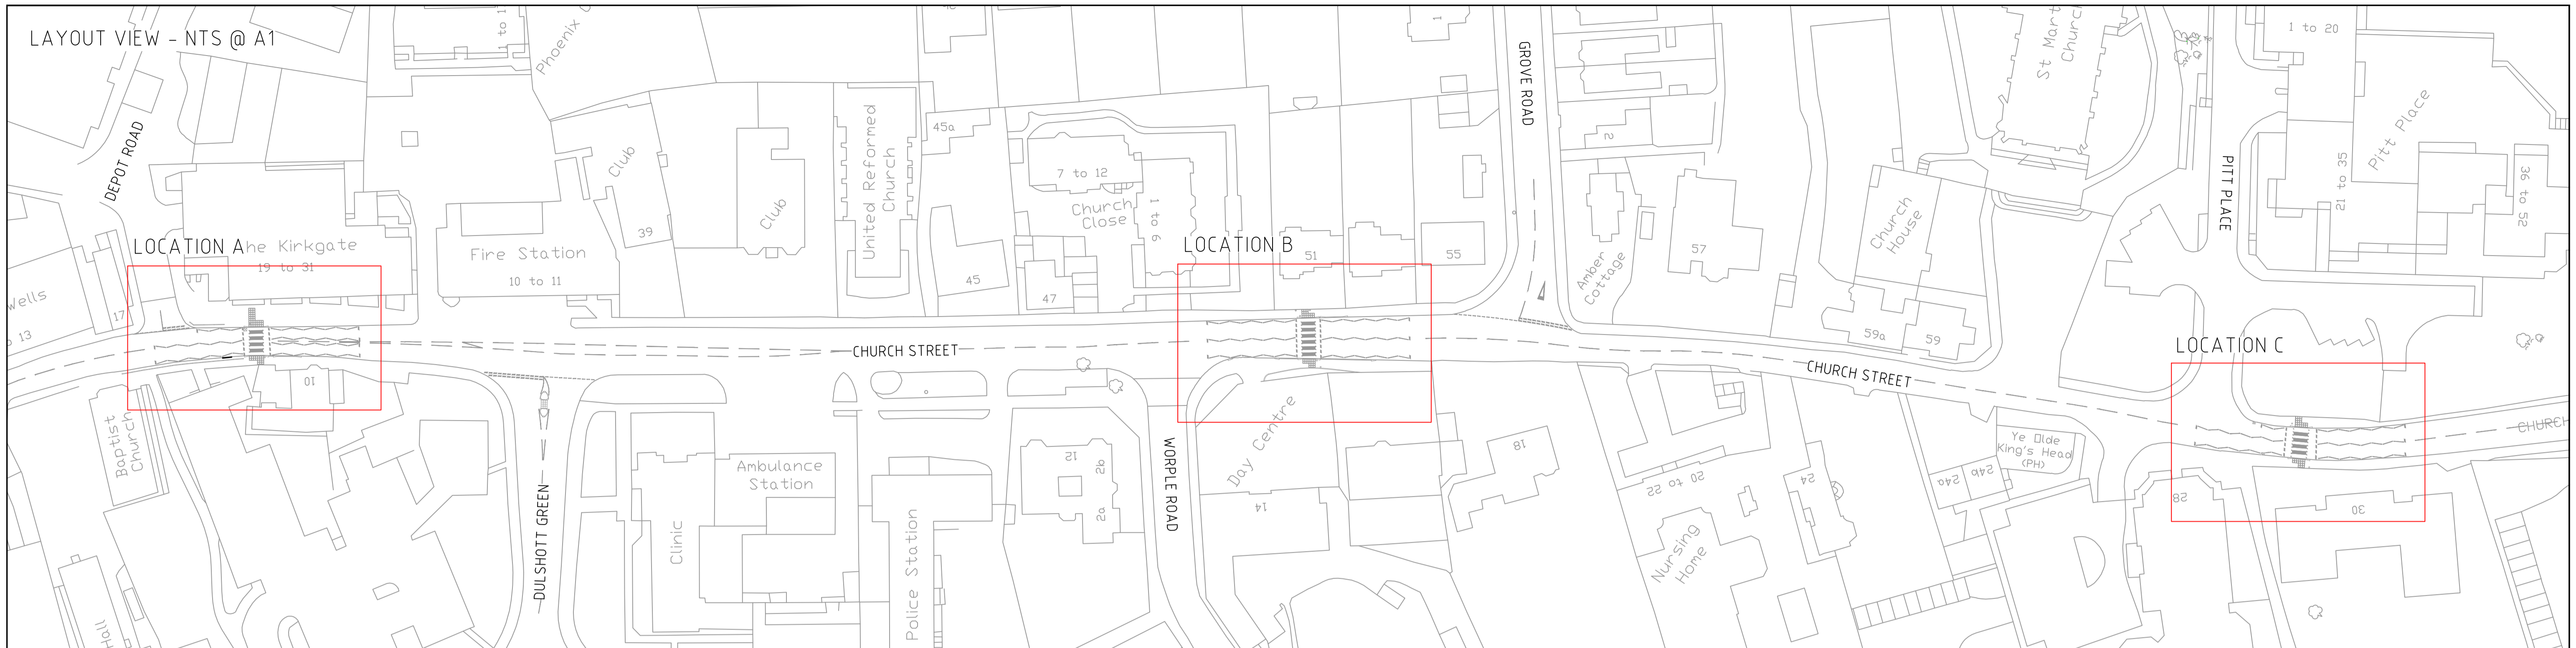 LAYOUT VIEW - NTS @ A1
DEPOT ROAD
LOCATION A
he Kirkgate
19 to 31
17
Wells
13
Baptist
Church
Hall
10
Phoenix
Fire Station
10 to 11
Club
39
Club
United Reformed
Church
45a
45
47
7 to 12
Church
Close
1 to 6
LOCATION B
51
55
1
GROVE ROAD
2
Amber
Cottage
57
Church
House
59a
59
St Mart
Church
PITT PLACE
1 to 20
Pitt Place
21 to 35
36 to 52
LOCATION C
CHURCH STREET
CHURCH STREET
CHURCH
DULSHOTT GREEN
Clinic
Ambulance
Station
Police Station
12
2b
2a
WORPLE ROAD
Day Centre
14
18
20 to 22
Nursing
Home
24
24a
24b
Ye Olde
King's Head
(PH)
28
30